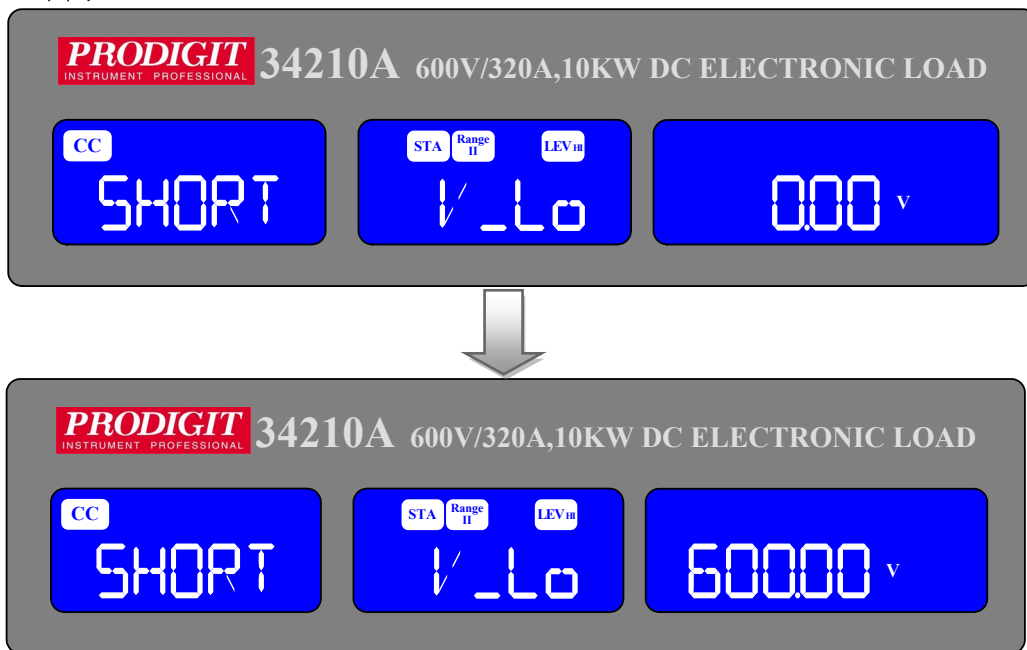 PRODIGIT
INSTRUMENT PROFESSIONAL
34210A 600V/320A,10KW DC ELECTRONIC LOAD
CC
SHORT
STA Range II LEV HI
V_Lo
0.00 V
PRODIGIT
INSTRUMENT PROFESSIONAL
34210A 600V/320A,10KW DC ELECTRONIC LOAD
CC
SHORT
STA Range II LEV HI
V_Lo
600.00 V